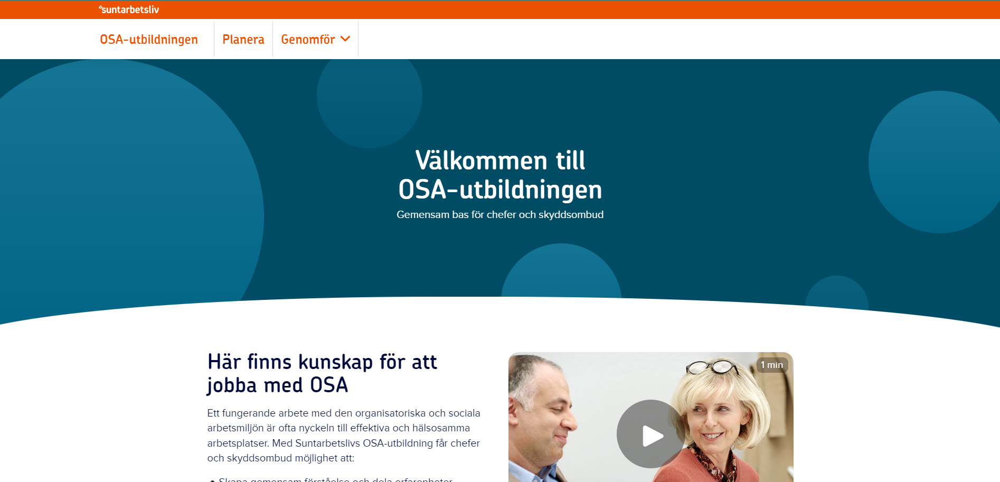 suntarbetsliv
OSA-utbildningen
Planera
Genomför
Välkommen till
OSA-utbildningen
Gemensam bas för chefer och skyddsombud
Här finns kunskap för att
jobba med OSA
Ett fungerande arbete med den organisatoriska och sociala
arbetsmiljön är ofta nyckeln till effektiva och hälsosamma
arbetsplatser. Med Suntarbetslivs OSA-utbildning får chefer
och skyddsombud möjlighet att:
• Skapa gemensam förståelse och dela erfarenheter
1 min